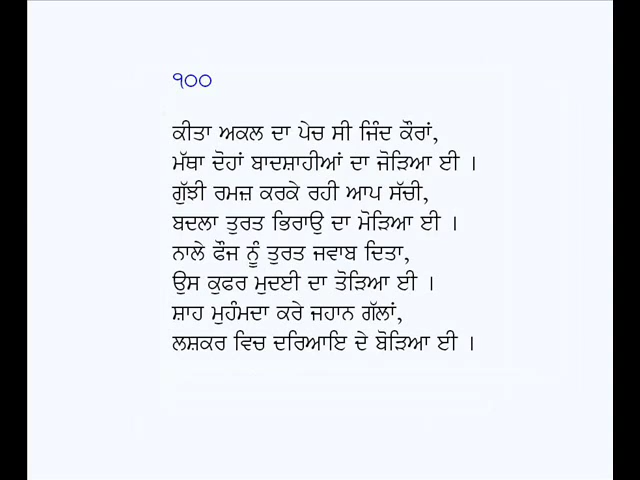 ੧੦੦
ਕੀਤਾ ਅਕਲ ਦਾ ਪੇਚ ਸੀ ਜਿੰਦ ਕੌਰਾਂ,
ਮੱਥਾ ਦੋਹਾਂ ਬਾਦਸ਼ਾਹੀਆਂ ਦਾ ਜੋੜਿਆ ਈ ।
ਗੁੱਝੀ ਰਮਜ਼ ਕਰਕੇ ਰਹੀ ਆਪ ਸੱਚੀ,
ਬਦਲਾ ਤੁਰਤ ਭਿਰਾਉ ਦਾ ਮੋੜਿਆ ਈ ।
ਨਾਲੇ ਫੌਜ ਨੂੰ ਤੁਰਤ ਜਵਾਬ ਦਿਤਾ,
ਉਸ ਕੁਫਰ ਮੁਦਈ ਦਾ ਤੋੜਿਆ ਈ ।
ਸ਼ਾਹ ਮੁਹੰਮਦਾ ਕਰੇ ਜਹਾਨ ਗੱਲਾਂ,
ਲਸ਼ਕਰ ਵਿਚ ਦਰਿਆਇ ਦੇ ਬੋੜਿਆ ਈ ।